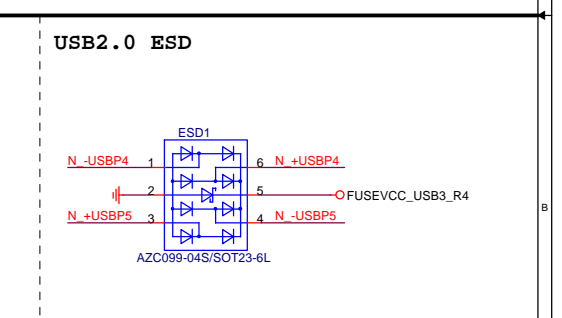 USB2.0 ESD
ESD1
N_-USBP4 1 6 N_+USBP4
2 5 FUSEVCC_USB3_R4
N_+USBP5 3 4 N_-USBP5
AZC099-04S/SOT23-6L
B